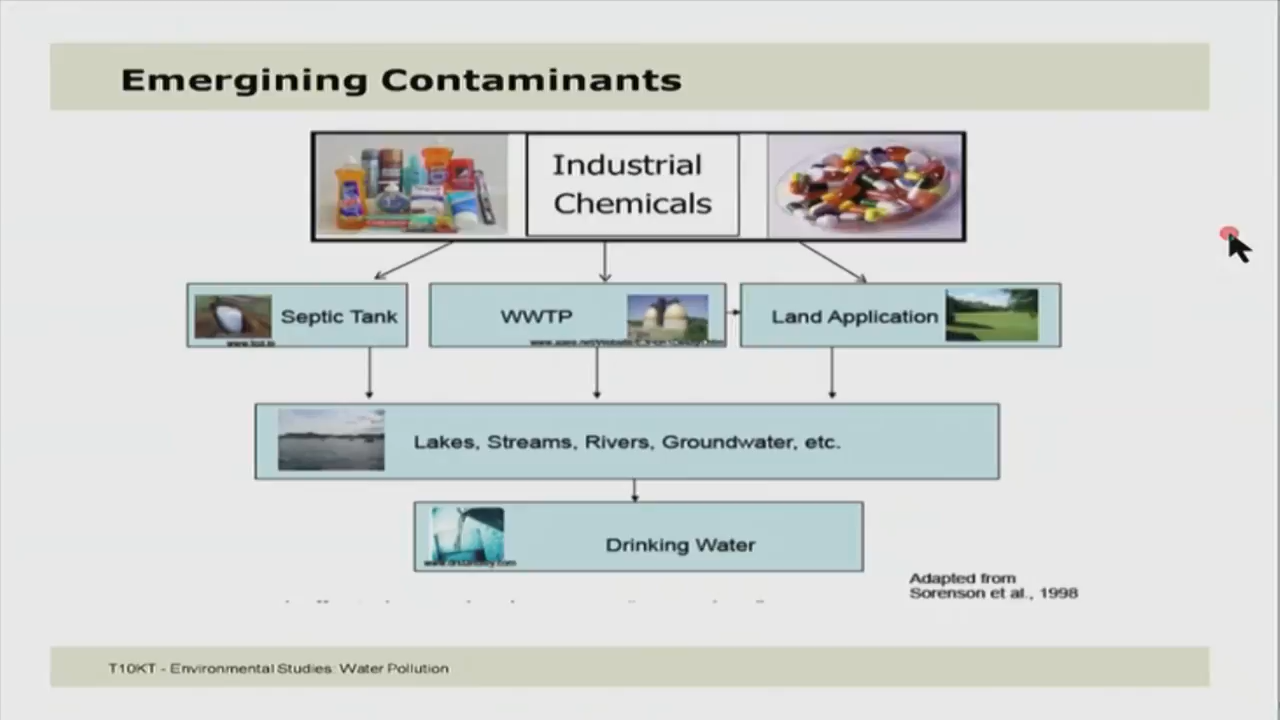 Emergining Contaminants
Industrial
Chemicals
Septic Tank
WWTP
Land Application
Lakes, Streams, Rivers, Groundwater, etc.
Drinking Water
Adapted from
Sorenson et al., 1998
T10KT - Environmental Studies: Water Pollution